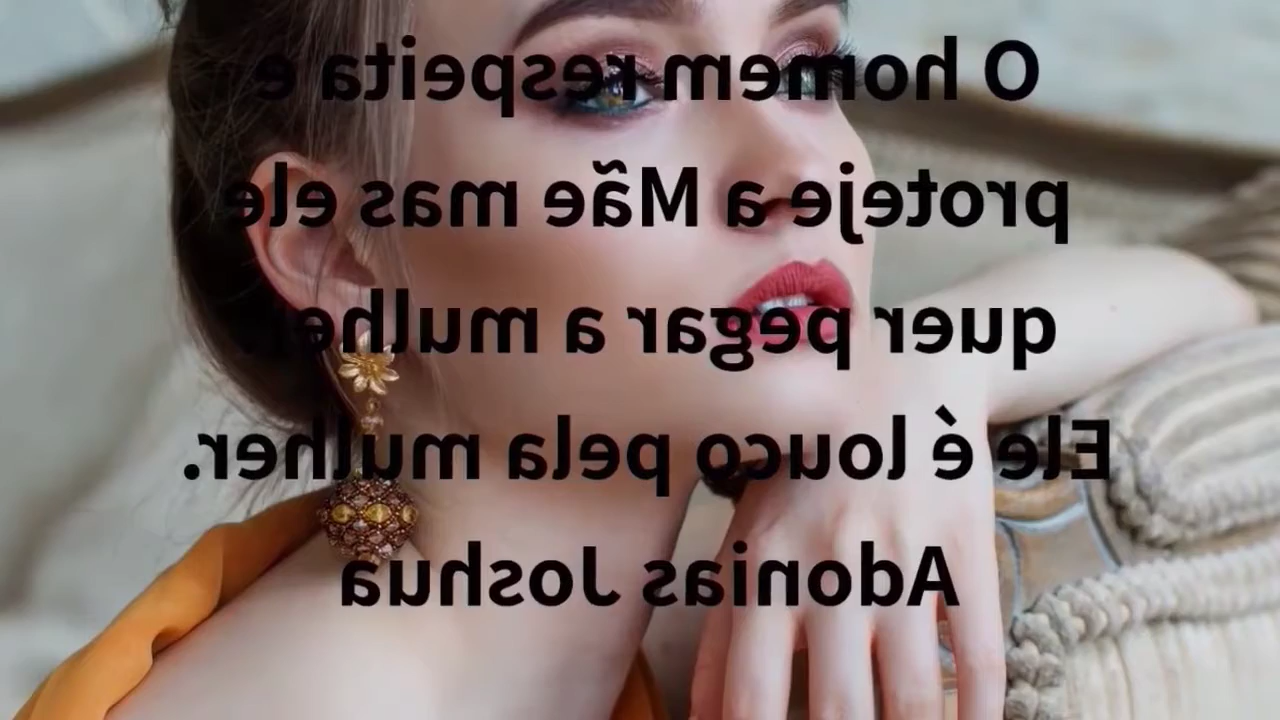 O homem respeita e
proteje a Mãe mas ele
quer pegar a mulher.
Ele é louco pela mulher.
Adonias Joshua